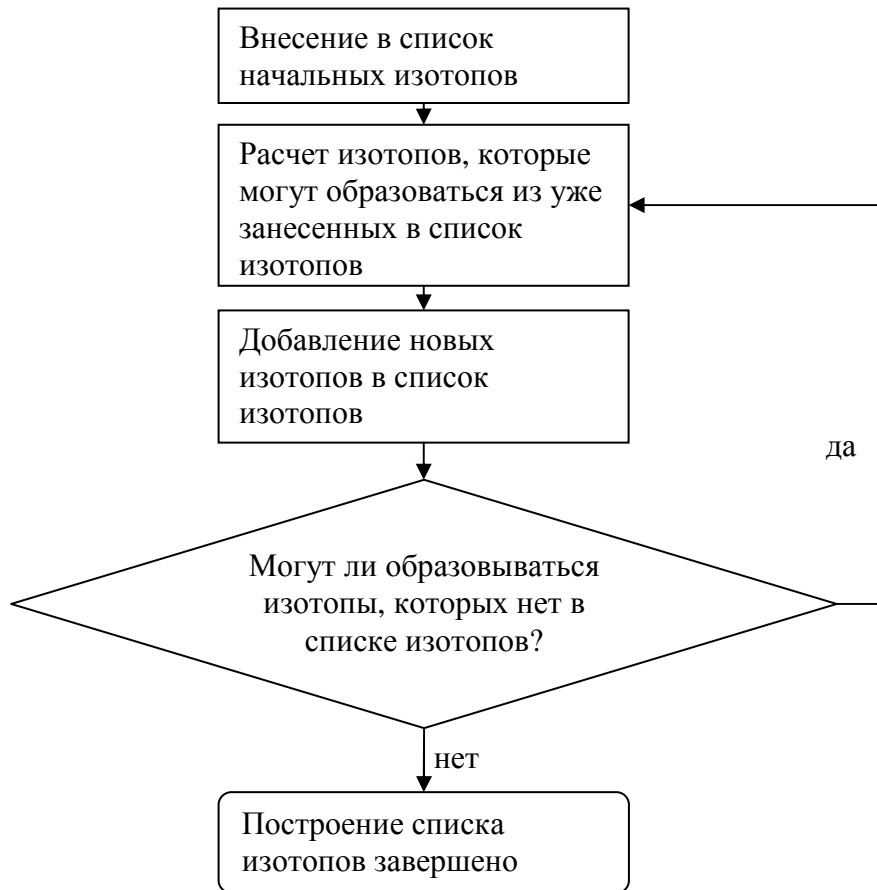 Внесение в список
начальных изотопов
Расчет изотопов, которые
могут образоваться из уже
занесенных в список
изотопов
Добавление новых
изотопов в список
изотопов
да
Могут ли образовываться
изотопы, которых нет в
списке изотопов?
нет
Построение списка
изотопов завершено